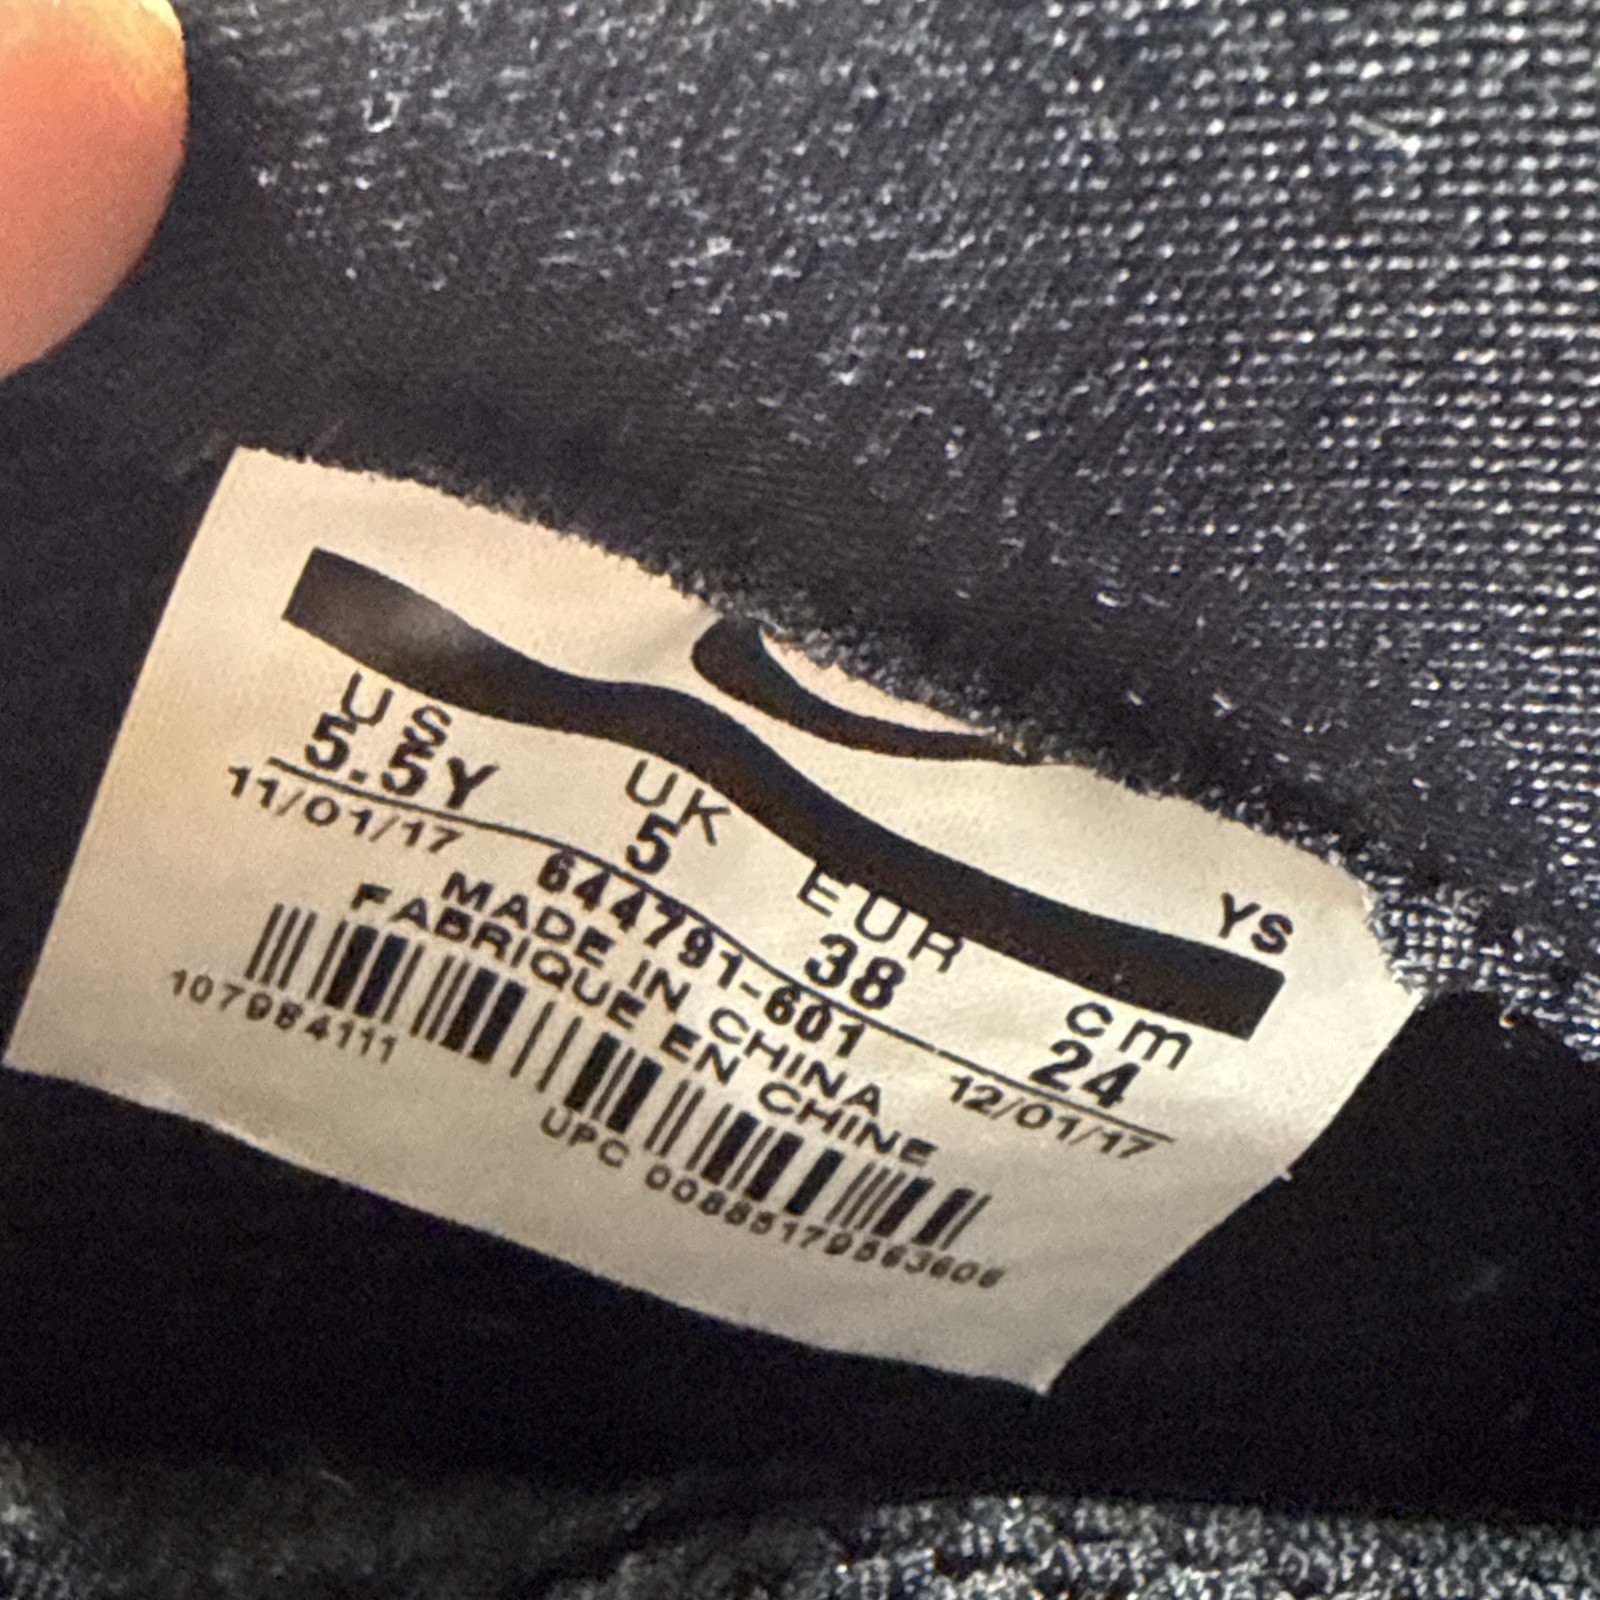 YS
US UK EUR cm
5.5Y 5 38 24
11/01/17 644791-601 12/01/17
MADE IN CHINA
FABRIQUE EN CHINE
107984111
UPC 00885179563606